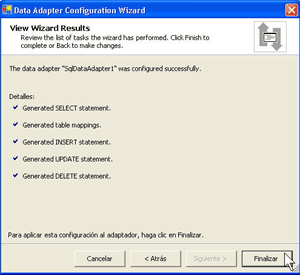 Data Adapter Configuration Wizard
View Wizard Results
Review the list of tasks the wizard has performed. Click Finish to
complete or Back to make changes.
The data adapter "SqlDataAdapter1" was configured successfully.
Detalles:
Generated SELECT statement.
Generated table mappings.
Generated INSERT statement.
Generated UPDATE statement.
Generated DELETE statement.
Para aplicar esta configuración al adaptador, haga clic en Finalizar.
Cancelar
< Atrás
Siguiente >
Finalizar